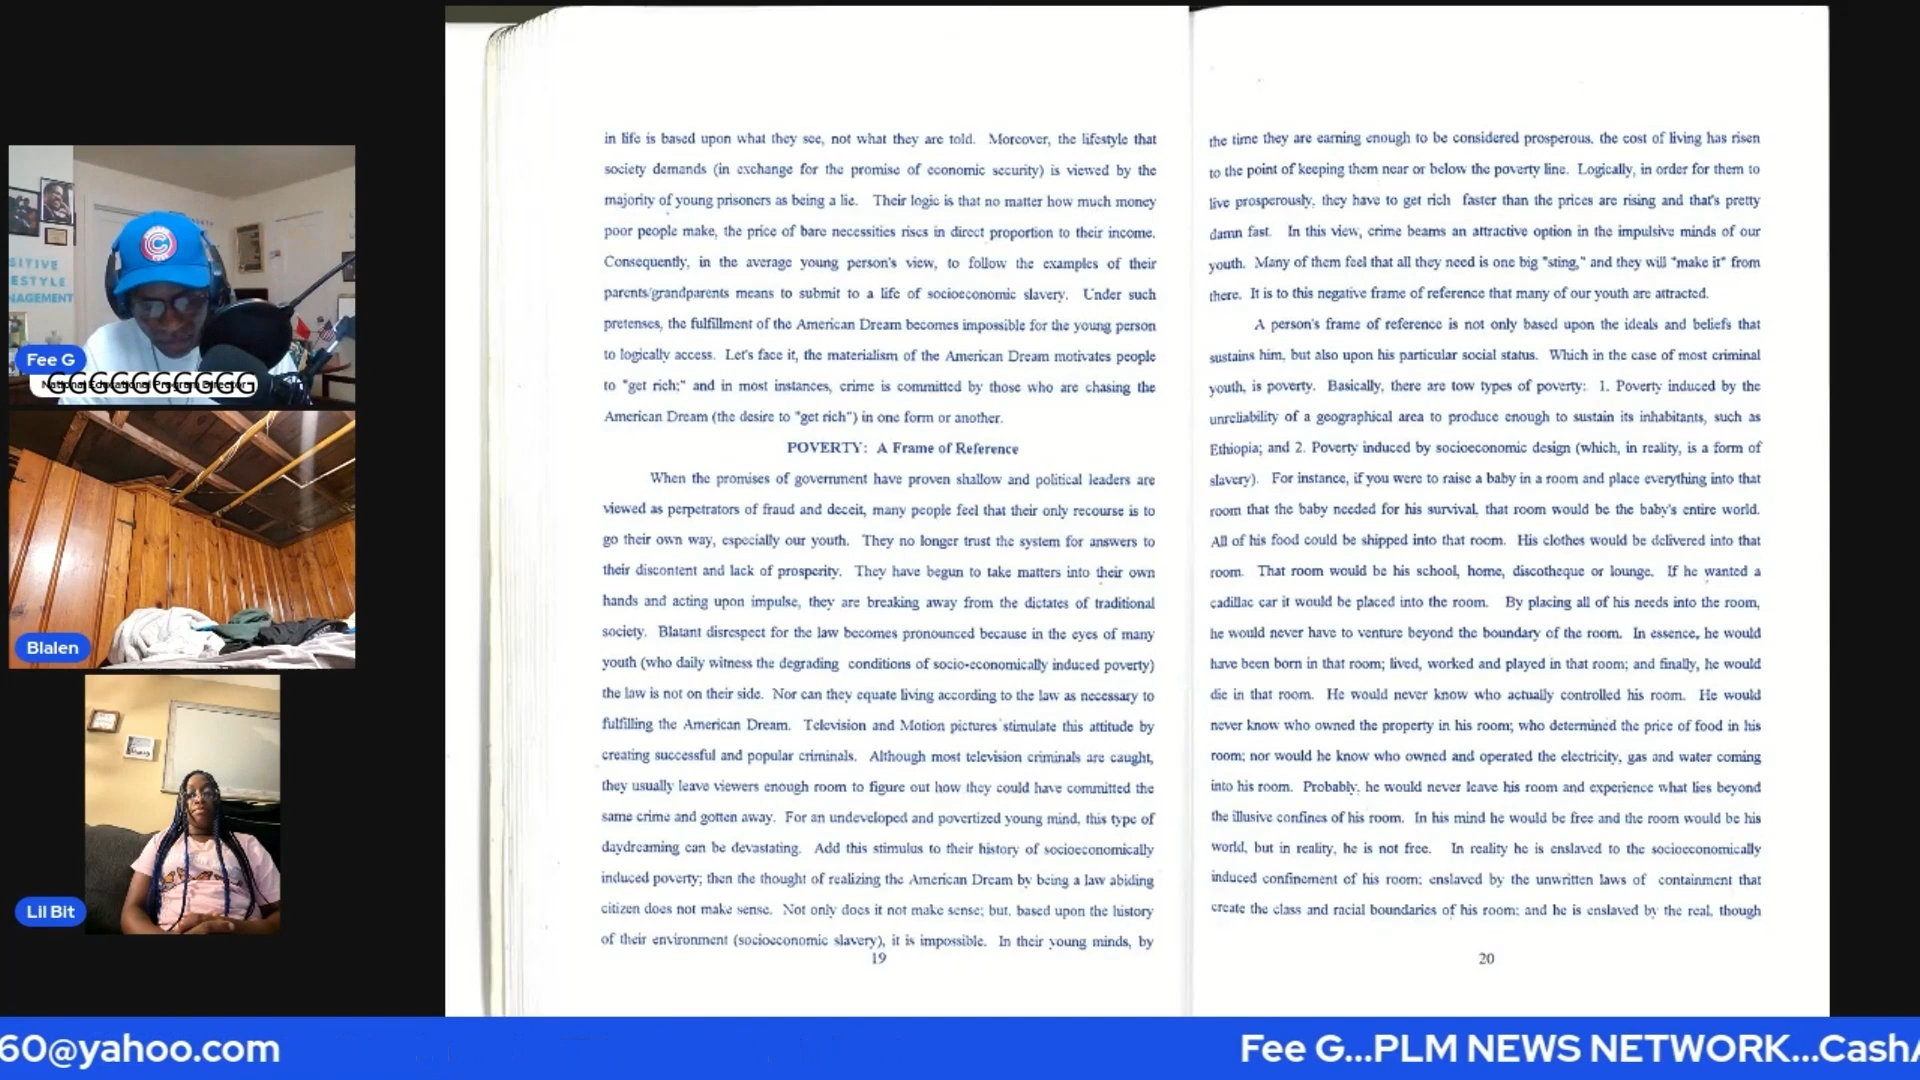 SITIVE
ESTYLE
NAGEMENT
Fee G
National Educational Program Director
GGGGGGGGGGG
Blalen
Lil Bit
in life is based upon what they see, not what they are told. Moreover, the lifestyle that
society demands (in exchange for the promise of economic security) is viewed by the
majority of young prisoners as being a lie. Their logic is that no matter how much money
poor people make, the price of bare necessities rises in direct proportion to their income.
Consequently, in the average young person's view, to follow the examples of their
parents/grandparents means to submit to a life of socioeconomic slavery. Under such
pretenses, the fulfillment of the American Dream becomes impossible for the young person
to logically access. Let's face it, the materialism of the American Dream motivates people
to "get rich;" and in most instances, crime is committed by those who are chasing the
American Dream (the desire to "get rich") in one form or another.
POVERTY: A Frame of Reference
When the promises of government have proven shallow and political leaders are
viewed as perpetrators of fraud and deceit, many people feel that their only recourse is to
go their own way, especially our youth. They no longer trust the system for answers to
their discontent and lack of prosperity. They have begun to take matters into their own
hands and acting upon impulse, they are breaking away from the dictates of traditional
society. Blatant disrespect for the law becomes pronounced because in the eyes of many
youth (who daily witness the degrading conditions of socio-economically induced poverty)
the law is not on their side. Nor can they equate living according to the law as necessary to
fulfilling the American Dream. Television and Motion pictures stimulate this attitude by
creating successful and popular criminals. Although most television criminals are caught,
they usually leave viewers enough room to figure out how they could have committed the
same crime and gotten away. For an undeveloped and povertized young mind, this type of
daydreaming can be devastating. Add this stimulus to their history of socioeconomically
induced poverty; then the thought of realizing the American Dream by being a law abiding
citizen does not make sense. Not only does it not make sense; but, based upon the history
of their environment (socioeconomic slavery), it is impossible. In their young minds, by
19
the time they are earning enough to be considered prosperous, the cost of living has risen
to the point of keeping them near or below the poverty line. Logically, in order for them to
live prosperously, they have to get rich faster than the prices are rising and that's pretty
damn fast. In this view, crime beams an attractive option in the impulsive minds of our
youth. Many of them feel that all they need is one big "sting," and they will "make it" from
there. It is to this negative frame of reference that many of our youth are attracted.
A person's frame of reference is not only based upon the ideals and beliefs that
sustains him, but also upon his particular social status. Which in the case of most criminal
youth, is poverty. Basically, there are tow types of poverty: 1. Poverty induced by the
unreliability of a geographical area to produce enough to sustain its inhabitants, such as
Ethiopia; and 2. Poverty induced by socioeconomic design (which, in reality, is a form of
slavery). For instance, if you were to raise a baby in a room and place everything into that
room that the baby needed for his survival, that room would be the baby's entire world.
All of his food could be shipped into that room. His clothes would be delivered into that
room. That room would be his school, home, discotheque or lounge. If he wanted a
cadillac car it would be placed into the room. By placing all of his needs into the room,
he would never have to venture beyond the boundary of the room. In essence, he would
have been born in that room; lived, worked and played in that room; and finally, he would
die in that room. He would never know who actually controlled his room. He would
never know who owned the property in his room; who determined the price of food in his
room; nor would he know who owned and operated the electricity, gas and water coming
into his room. Probably, he would never leave his room and experience what lies beyond
the illusive confines of his room. In his mind he would be free and the room would be his
world, but in reality, he is not free. In reality he is enslaved to the socioeconomically
induced confinement of his room; enslaved by the unwritten laws of containment that
create the class and racial boundaries of his room; and he is enslaved by the real, though
20
60@yahoo.com
Fee G...PLM NEWS NETWORK...CashA